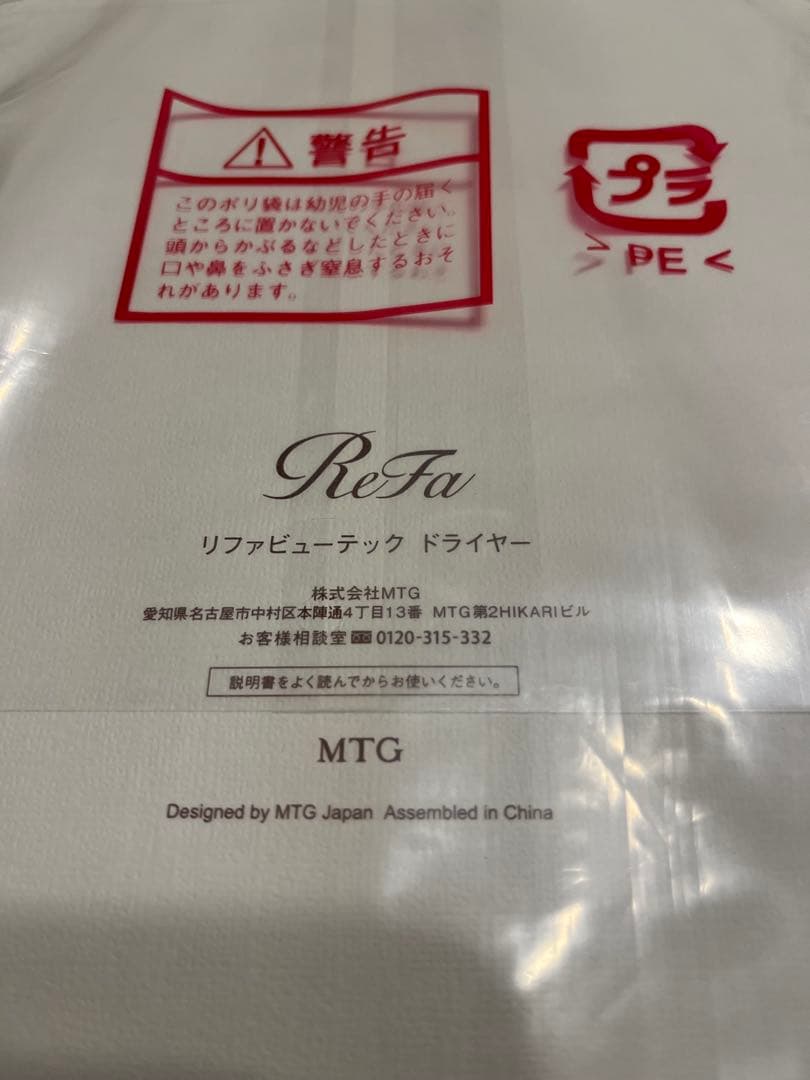 警告
このポリ袋は幼児の手の届く
ところに置かないでください。
頭からかぶるなどしたときに
口や鼻をふさぎ窒息するおそ
れがあります。
プラ
> PE <
ReFa
リファビューテック ドライヤー
株式会社MTG
愛知県名古屋市中村区本陣通4丁目13番 MTG第2HIKARIビル
お客様相談室 0120-315-332
説明書をよく読んでからお使いください。
MTG
Designed by MTG Japan Assembled in China